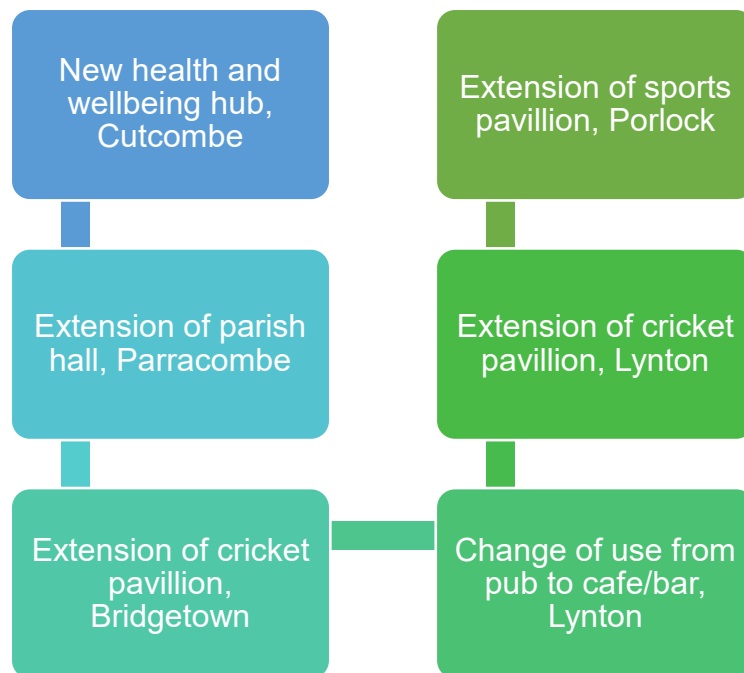 New health and
wellbeing hub,
Cutcombe
Extension of parish
hall, Parracombe
Extension of cricket
pavillion,
Bridgetown
Change of use from
pub to cafe/bar,
Lynton
Extension of cricket
pavillion, Lynton
Extension of sports
pavillion, Porlock